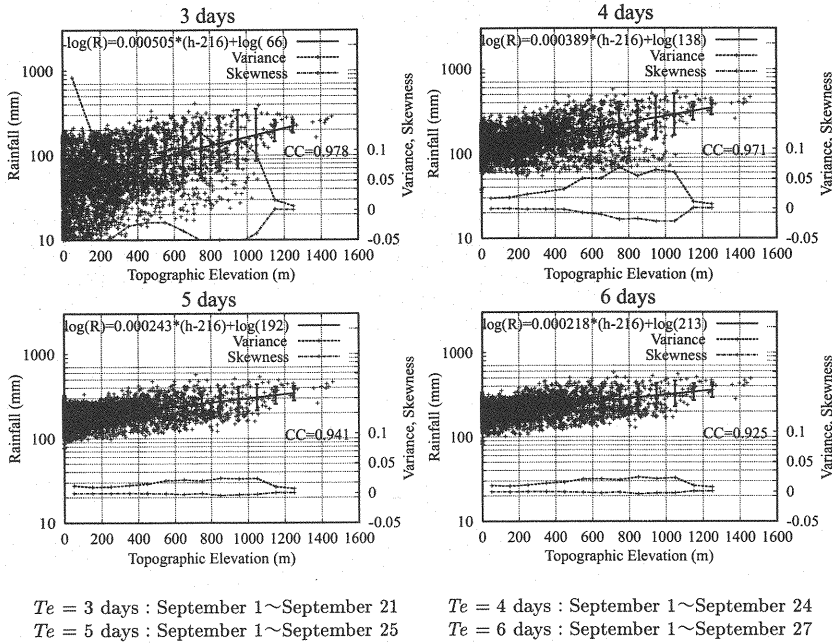 3 days
log(R)=0.000505*(h-216)+log( 66)
Variance
Skewness
1000
100
10
Rainfall (mm)
CC=0.978
0.1
0.05
0
-0.05
Variance, Skewness
0 200 400 600 800 1000 1200 1400 1600
Topographic Elevation (m)
4 days
log(R)=0.000389*(h-216)+log(138)
Variance
Skewness
1000
100
10
Rainfall (mm)
CC=0.971
0.1
0.05
0
-0.05
Variance, Skewness
0 200 400 600 800 1000 1200 1400 1600
Topographic Elevation (m)
5 days
log(R)=0.000243*(h-216)+log(192)
Variance
Skewness
1000
100
10
Rainfall (mm)
CC=0.941
0.1
0.05
0
-0.05
Variance, Skewness
0 200 400 600 800 1000 1200 1400 1600
Topographic Elevation (m)
6 days
log(R)=0.000218*(h-216)+log(213)
Variance
Skewness
1000
100
10
Rainfall (mm)
CC=0.925
0.1
0.05
0
-0.05
Variance, Skewness
0 200 400 600 800 1000 1200 1400 1600
Topographic Elevation (m)
Te = 3 days : September 1～September 21
Te = 4 days : September 1～September 24
Te = 5 days : September 1～September 25
Te = 6 days : September 1～September 27